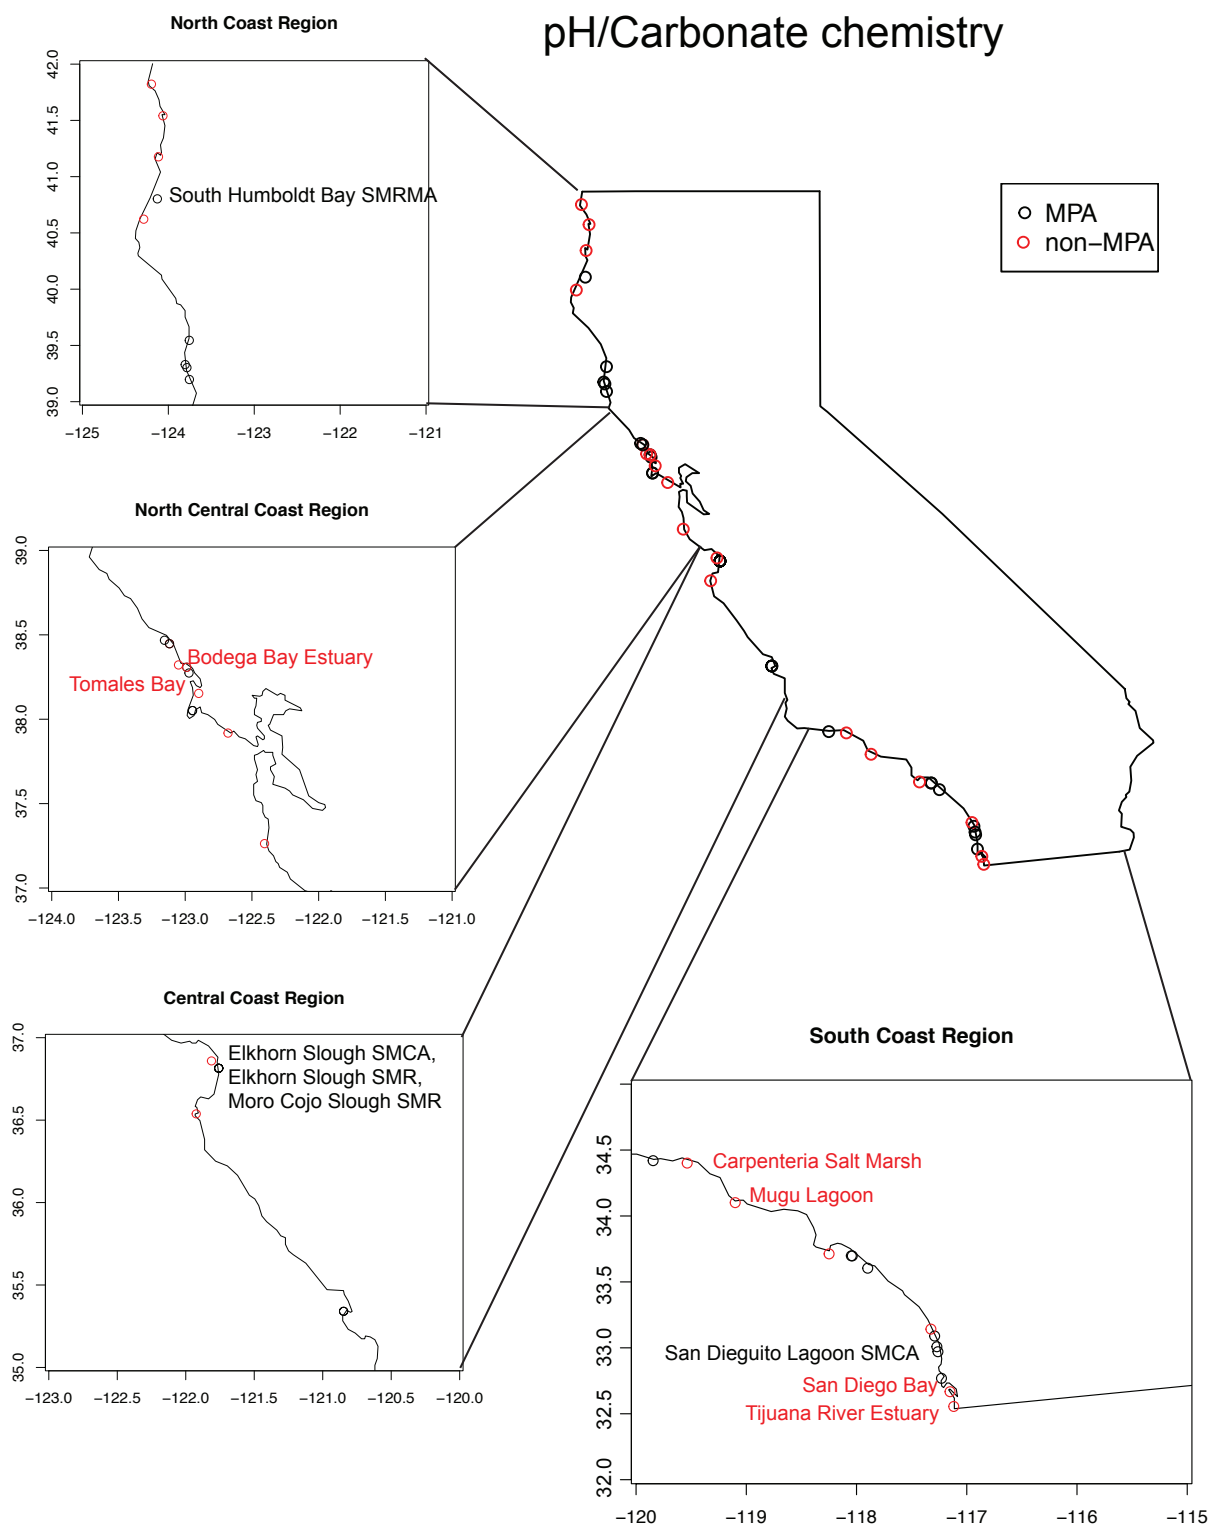 pH/Carbonate chemistry
North Coast Region
42.0
41.5
41.0
40.5
40.0
39.5
39.0
South Humboldt Bay SMRMA
−125
−124
−123
−122
−121
MPA
non−MPA
North Central Coast Region
39.0
38.5
38.0
37.5
37.0
Bodega Bay Estuary
Tomales Bay
−124.0
−123.5
−123.0
−122.5
−122.0
−121.5
−121.0
Central Coast Region
37.0
36.5
36.0
35.5
35.0
Elkhorn Slough SMCA,
Elkhorn Slough SMR,
Moro Cojo Slough SMR
−123.0
−122.5
−122.0
−121.5
−121.0
−120.5
−120.0
South Coast Region
34.5
34.0
33.5
33.0
32.5
32.0
Carpenteria Salt Marsh
Mugu Lagoon
San Dieguito Lagoon SMCA
San Diego Bay
Tijuana River Estuary
−120
−119
−118
−117
−116
−115